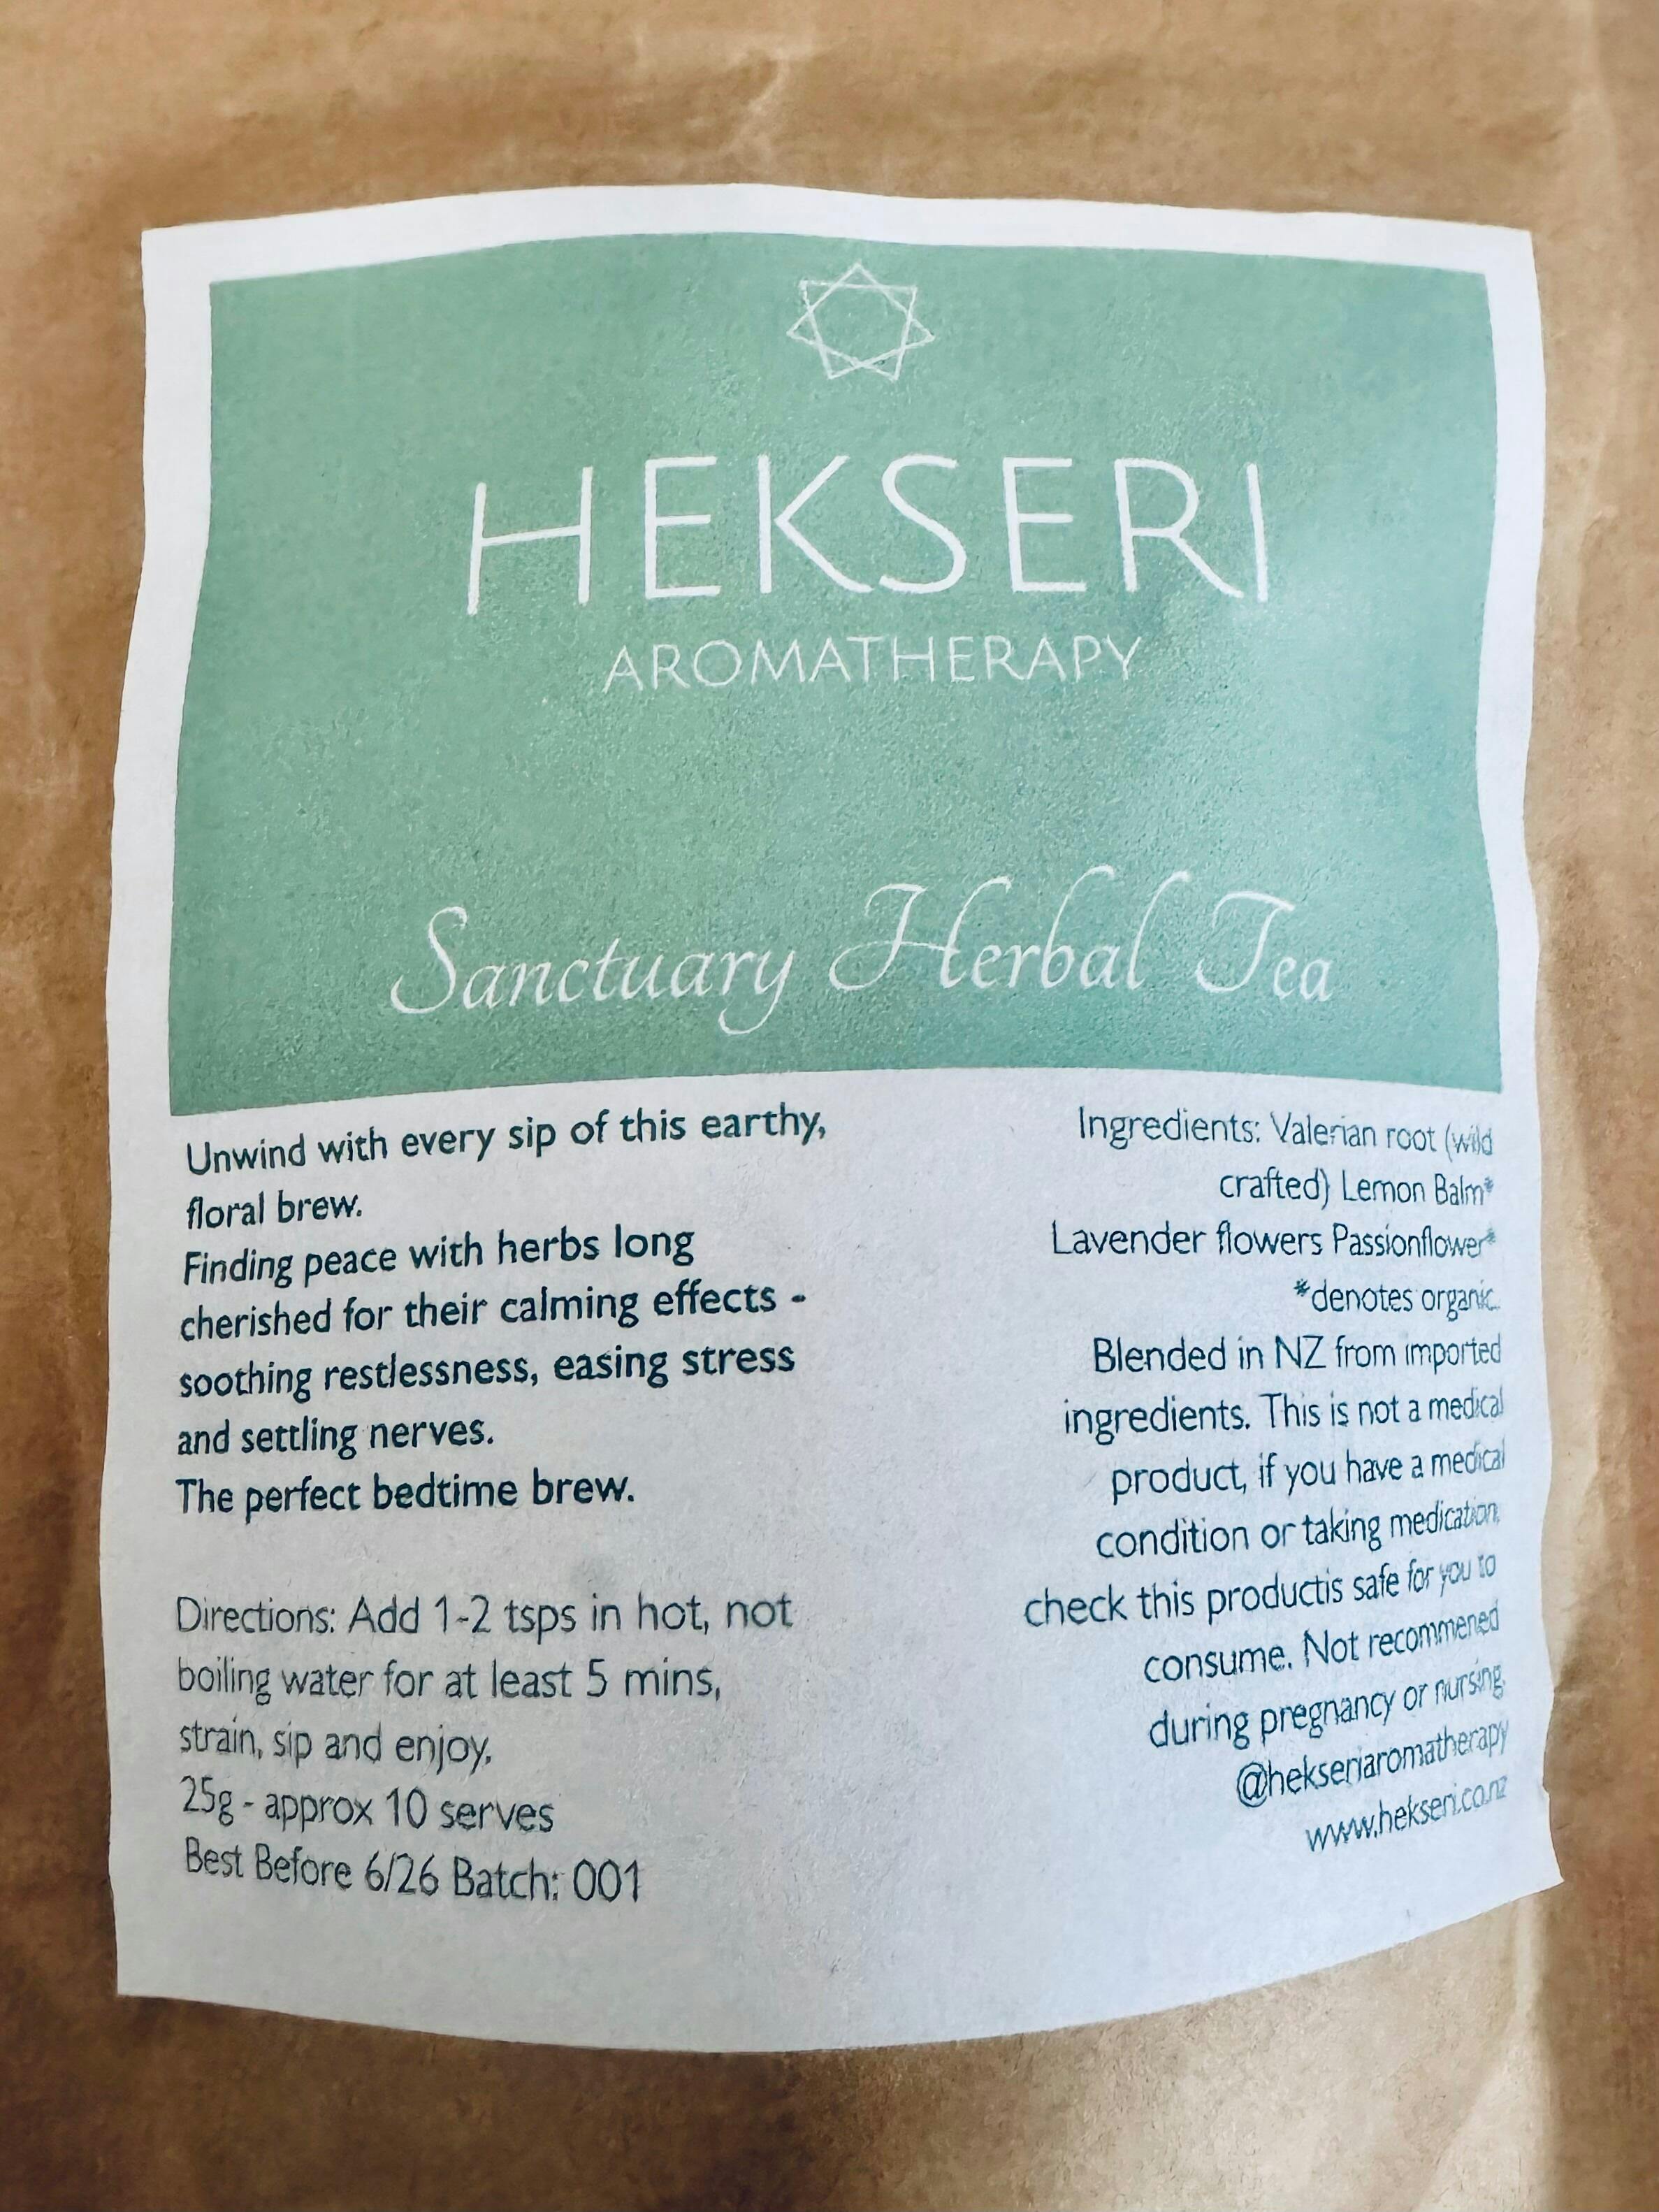 HEKSERI
AROMATHERAPY
Sanctuary Herbal Tea
Unwind with every sip of this earthy,
floral brew.
Finding peace with herbs long
cherished for their calming effects -
soothing restlessness, easing stress
and settling nerves.
The perfect bedtime brew.
Directions: Add 1-2 tsps in hot, not
boiling water for at least 5 mins,
strain, sip and enjoy.
25g - approx 10 serves
Best Before 6/26 Batch: 001
Ingredients: Valerian root (wild
crafted) Lemon Balm*
Lavender flowers Passionflower*
*denotes organic.
Blended in NZ from imported
ingredients. This is not a medical
product, if you have a medical
condition or taking medication,
check this productis safe for you to
consume. Not recommened
during pregnancy or nursing.
@hekseriaromatherapy
www.hekseri.co.nz